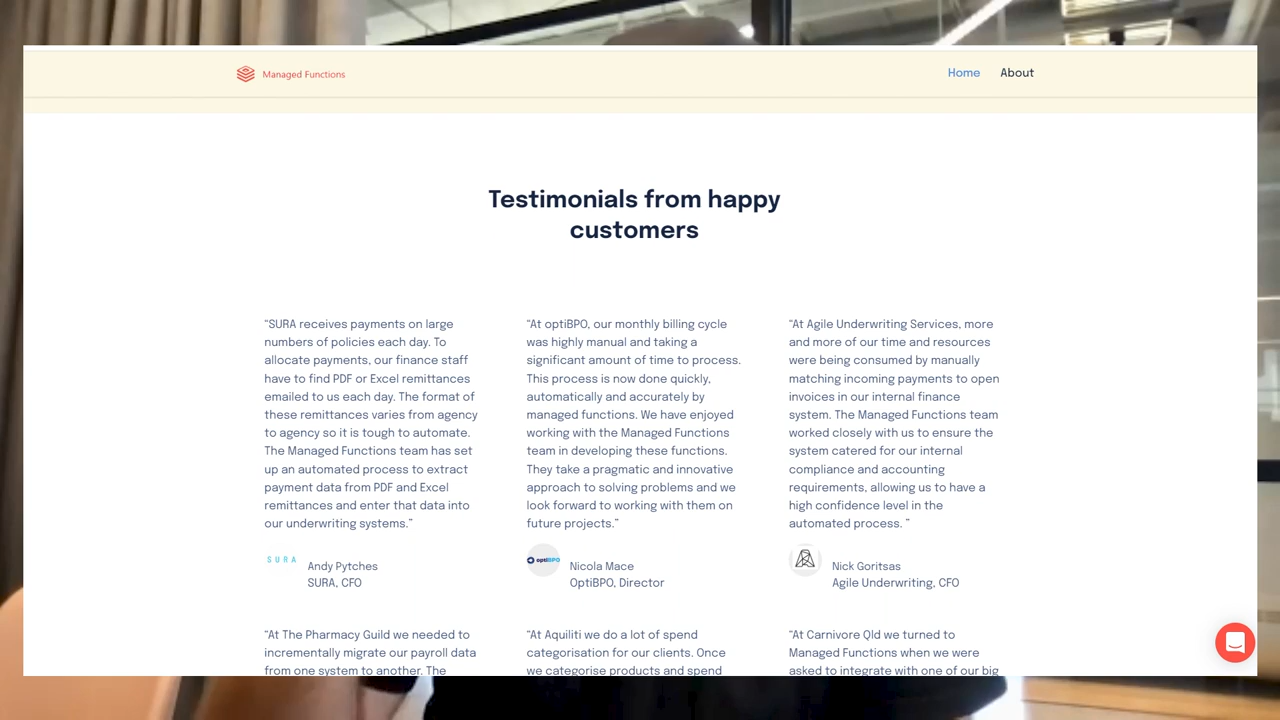 Managed Functions
Home About
Testimonials from happy
customers
“SURA receives payments on large
numbers of policies each day. To
allocate payments, our finance staff
have to find PDF or Excel remittances
emailed to us each day. The format of
these remittances varies from agency
to agency so it is tough to automate.
The Managed Functions team has set
up an automated process to extract
payment data from PDF and Excel
remittances and enter that data into
our underwriting systems.”
SURA
Andy Pytches
SURA, CFO
“At optiBPO, our monthly billing cycle
was highly manual and taking a
significant amount of time to process.
This process is now done quickly,
automatically and accurately by
managed functions. We have enjoyed
working with the Managed Functions
team in developing these functions.
They take a pragmatic and innovative
approach to solving problems and we
look forward to working with them on
future projects.”
optiBPO
Nicola Mace
OptiBPO, Director
“At Agile Underwriting Services, more
and more of our time and resources
were being consumed by manually
matching incoming payments to open
invoices in our internal finance
system. The Managed Functions team
worked closely with us to ensure the
system catered for our internal
compliance and accounting
requirements, allowing us to have a
high confidence level in the
automated process. ”
Nick Goritsas
Agile Underwriting, CFO
“At The Pharmacy Guild we needed to
incrementally migrate our payroll data
from one system to another. The
“At Aquiliti we do a lot of spend
categorisation for our clients. Once
we categorise products and spend
“At Carnivore Qld we turned to
Managed Functions when we were
asked to integrate with one of our big